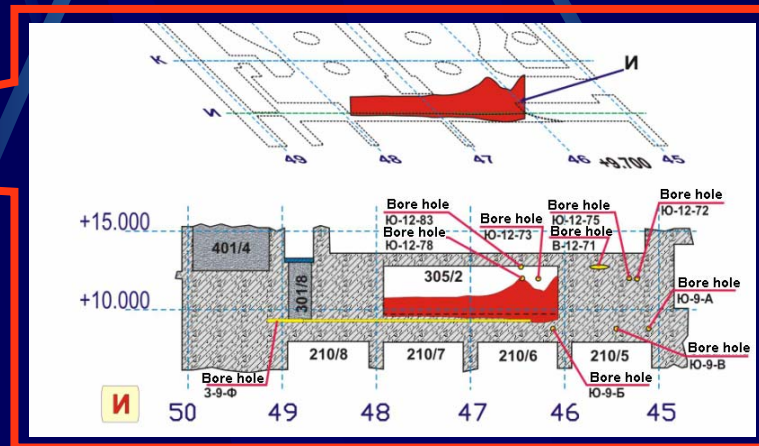 К
И
И
49
48
47
46
+9.700
45
Bore hole
Ю-12-83
Bore hole
Ю-12-78
Bore hole
Ю-12-73
Bore hole
Ю-12-75
Bore hole
В-12-71
Bore hole
Ю-12-72
+15.000
401/4
301/8
305/2
+10.000
Bore hole
Ю-9-А
210/8
210/7
210/6
210/5
Bore hole
Ю-9-В
Bore hole
З-9-Ф
Bore hole
Ю-9-Б
И
50
49
48
47
46
45